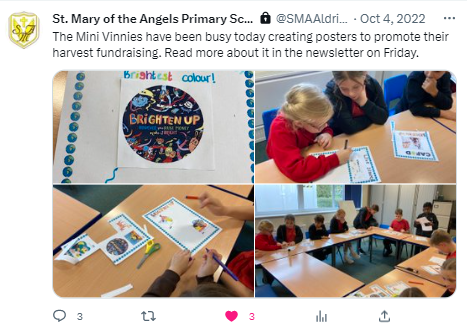 St. Mary of the Angels Primary Sc... @SMAAldri... · Oct 4, 2022
The Mini Vinnies have been busy today creating posters to promote their
harvest fundraising. Read more about it in the newsletter on Friday.
Brightest colour!
BRIGHTEN UP
CAFOD
3
3